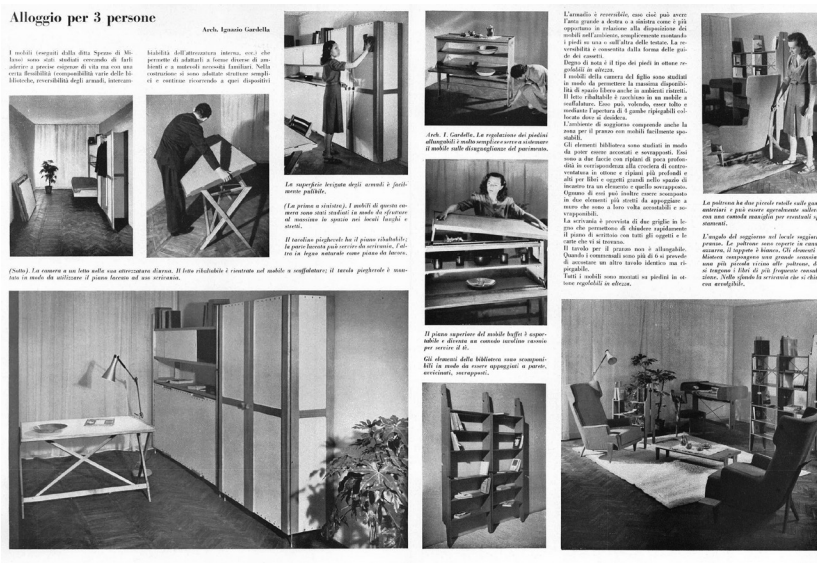 Alloggio per 3 persone
Arch. Ignazio Gardella
I mobili (eseguiti dalla ditta Spezzo di Mi-
lano) sono stati studiati cercando di farli
aderire a precise esigenze di vita ma con una
certa flessibilità (componibilità varie delle bi-
blioteche, reversibilità degli armadi, intercam-
biabilità dell'attrezzatura interna, ecc.) che
permette di adattarli a forme diverse di am-
bienti e a mutevoli necessità familiari. Nella
costruzione si sono adottate strutture sempli-
ci e continue ricorrendo a quei dispositivi
La superficie levigata degli armadi è facil-
mente pulibile.
(La prima a sinistra). I mobili di questa ca-
mera sono stati studiati in modo da sfruttare
al massimo lo spazio nei locali lunghi e
stretti.
Il tavolino pieghevole ha il piano ribaltabile;
la parte laccata può servire da scrivania, l'al-
tra in legno naturale come piano da lavoro.
(Sotto). La camera a un letto nella sua attrezzatura diurna. Il letto ribaltabile è rientrato nel mobile a scaffalature; il tavolo pieghevole è mon-
tato in modo da utilizzare il piano laccato ad uso scrivania.
Arch. I. Gardella. La regolazione dei piedini
allungabili è molto semplice e serve a sistemare
il mobile sulle disuguaglianze del pavimento.
Il piano superiore del mobile buffet è aspor-
tabile e diventa un comodo tavolino vassoio
per servire il tè.
Gli elementi della biblioteca sono scomponi-
bili in modo da essere appoggiati a parete,
avvicinati, sovrapposti.
L'armadio è reversibile, esso cioè può avere
l'anta grande a destra o a sinistra come è più
opportuno in relazione alla disposizione dei
mobili nell'ambiente, semplicemente montando
i piedi su una o sull'altra delle testate. La re-
versibilità è consentita dalla forma delle gui-
de dei cassetti.
Degno di nota è il tipo dei piedi in ottone re-
golabili in altezza.
I mobili della camera del figlio sono studiati
in modo da permettere la massima disponibi-
lità di spazio libero anche in ambienti ristretti.
Il letto ribaltabile è racchiuso in un mobile a
scaffalature. Esso può, volendo, esser tolto e
mediante l'apertura di 4 gambe ripiegabili col-
locato dove si desideca.
L'ambiente di soggiorno comprende anche la
zona per il pranzo con mobili facilmente spo-
stabili.
Gli elementi biblioteca sono studiati in modo
da poter essere accostati e sovrapposti. Essi
sono a due faccie con ripiani di poca profon-
dità in corrispondenza alla crociera di contro-
ventatura in ottone e ripiani più profondi e
alti per libri ed oggetti nello spazio di
incastro tra un elemento e quello sovrapposto.
Ognuno di essi può inoltre essere scomposto
in due elementi più stretti da appoggiare a
muro che sono a loro volta accostabili e so-
vrapponibili.
La scrivania è provvista di due griglie in le-
gno che permettono di chiudere rapidamente
il piano di scrittoio con tutti gli oggetti e le
carte che vi si trovano.
Il tavolo per il pranzo non è allungabile.
Quando i commensali sono più di 6 si prevede
di accostare un altro tavolo identico ma ri-
piegabile.
Tutti i mobili sono montati su piedini in ot-
tone regolabili in altezza.
La poltrona ha due piccole rotelle sulle gam
anteriori e può essere agevolmente solle
con una comoda maniglia per eventuali s
stamenti.
L'angolo del soggiorno nel locale soggior
pranzo. Le poltrone sono coperte in cana
azzurra, il tappeto è bianco. Gli elementi
blioteca compongono una grande scansia
una più piccola vicino alle poltrone, do
si tengono i libri di più frequente consul
zione. Nello sfondo la scrivania che si chiu
con avvolgibile.